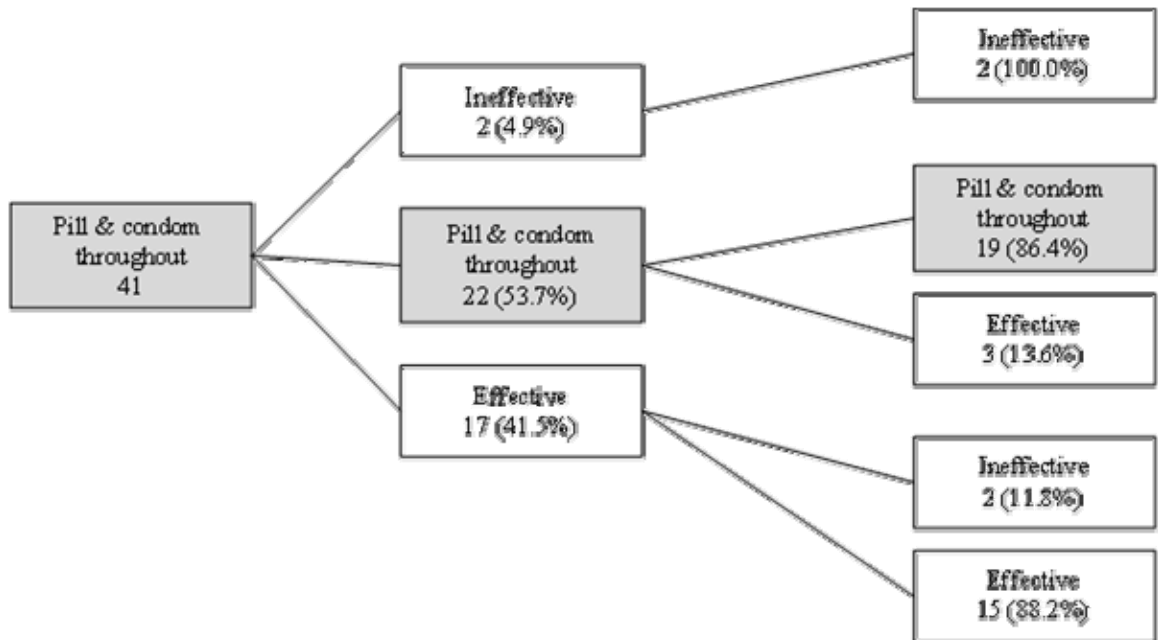 Pill & condom
throughout
41
Ineffective
2 (4.9%)
Pill & condom
throughout
22 (53.7%)
Effective
17 (41.5%)
Ineffective
2 (100.0%)
Pill & condom
throughout
19 (86.4%)
Effective
3 (13.6%)
Ineffective
2 (11.8%)
Effective
15 (88.2%)